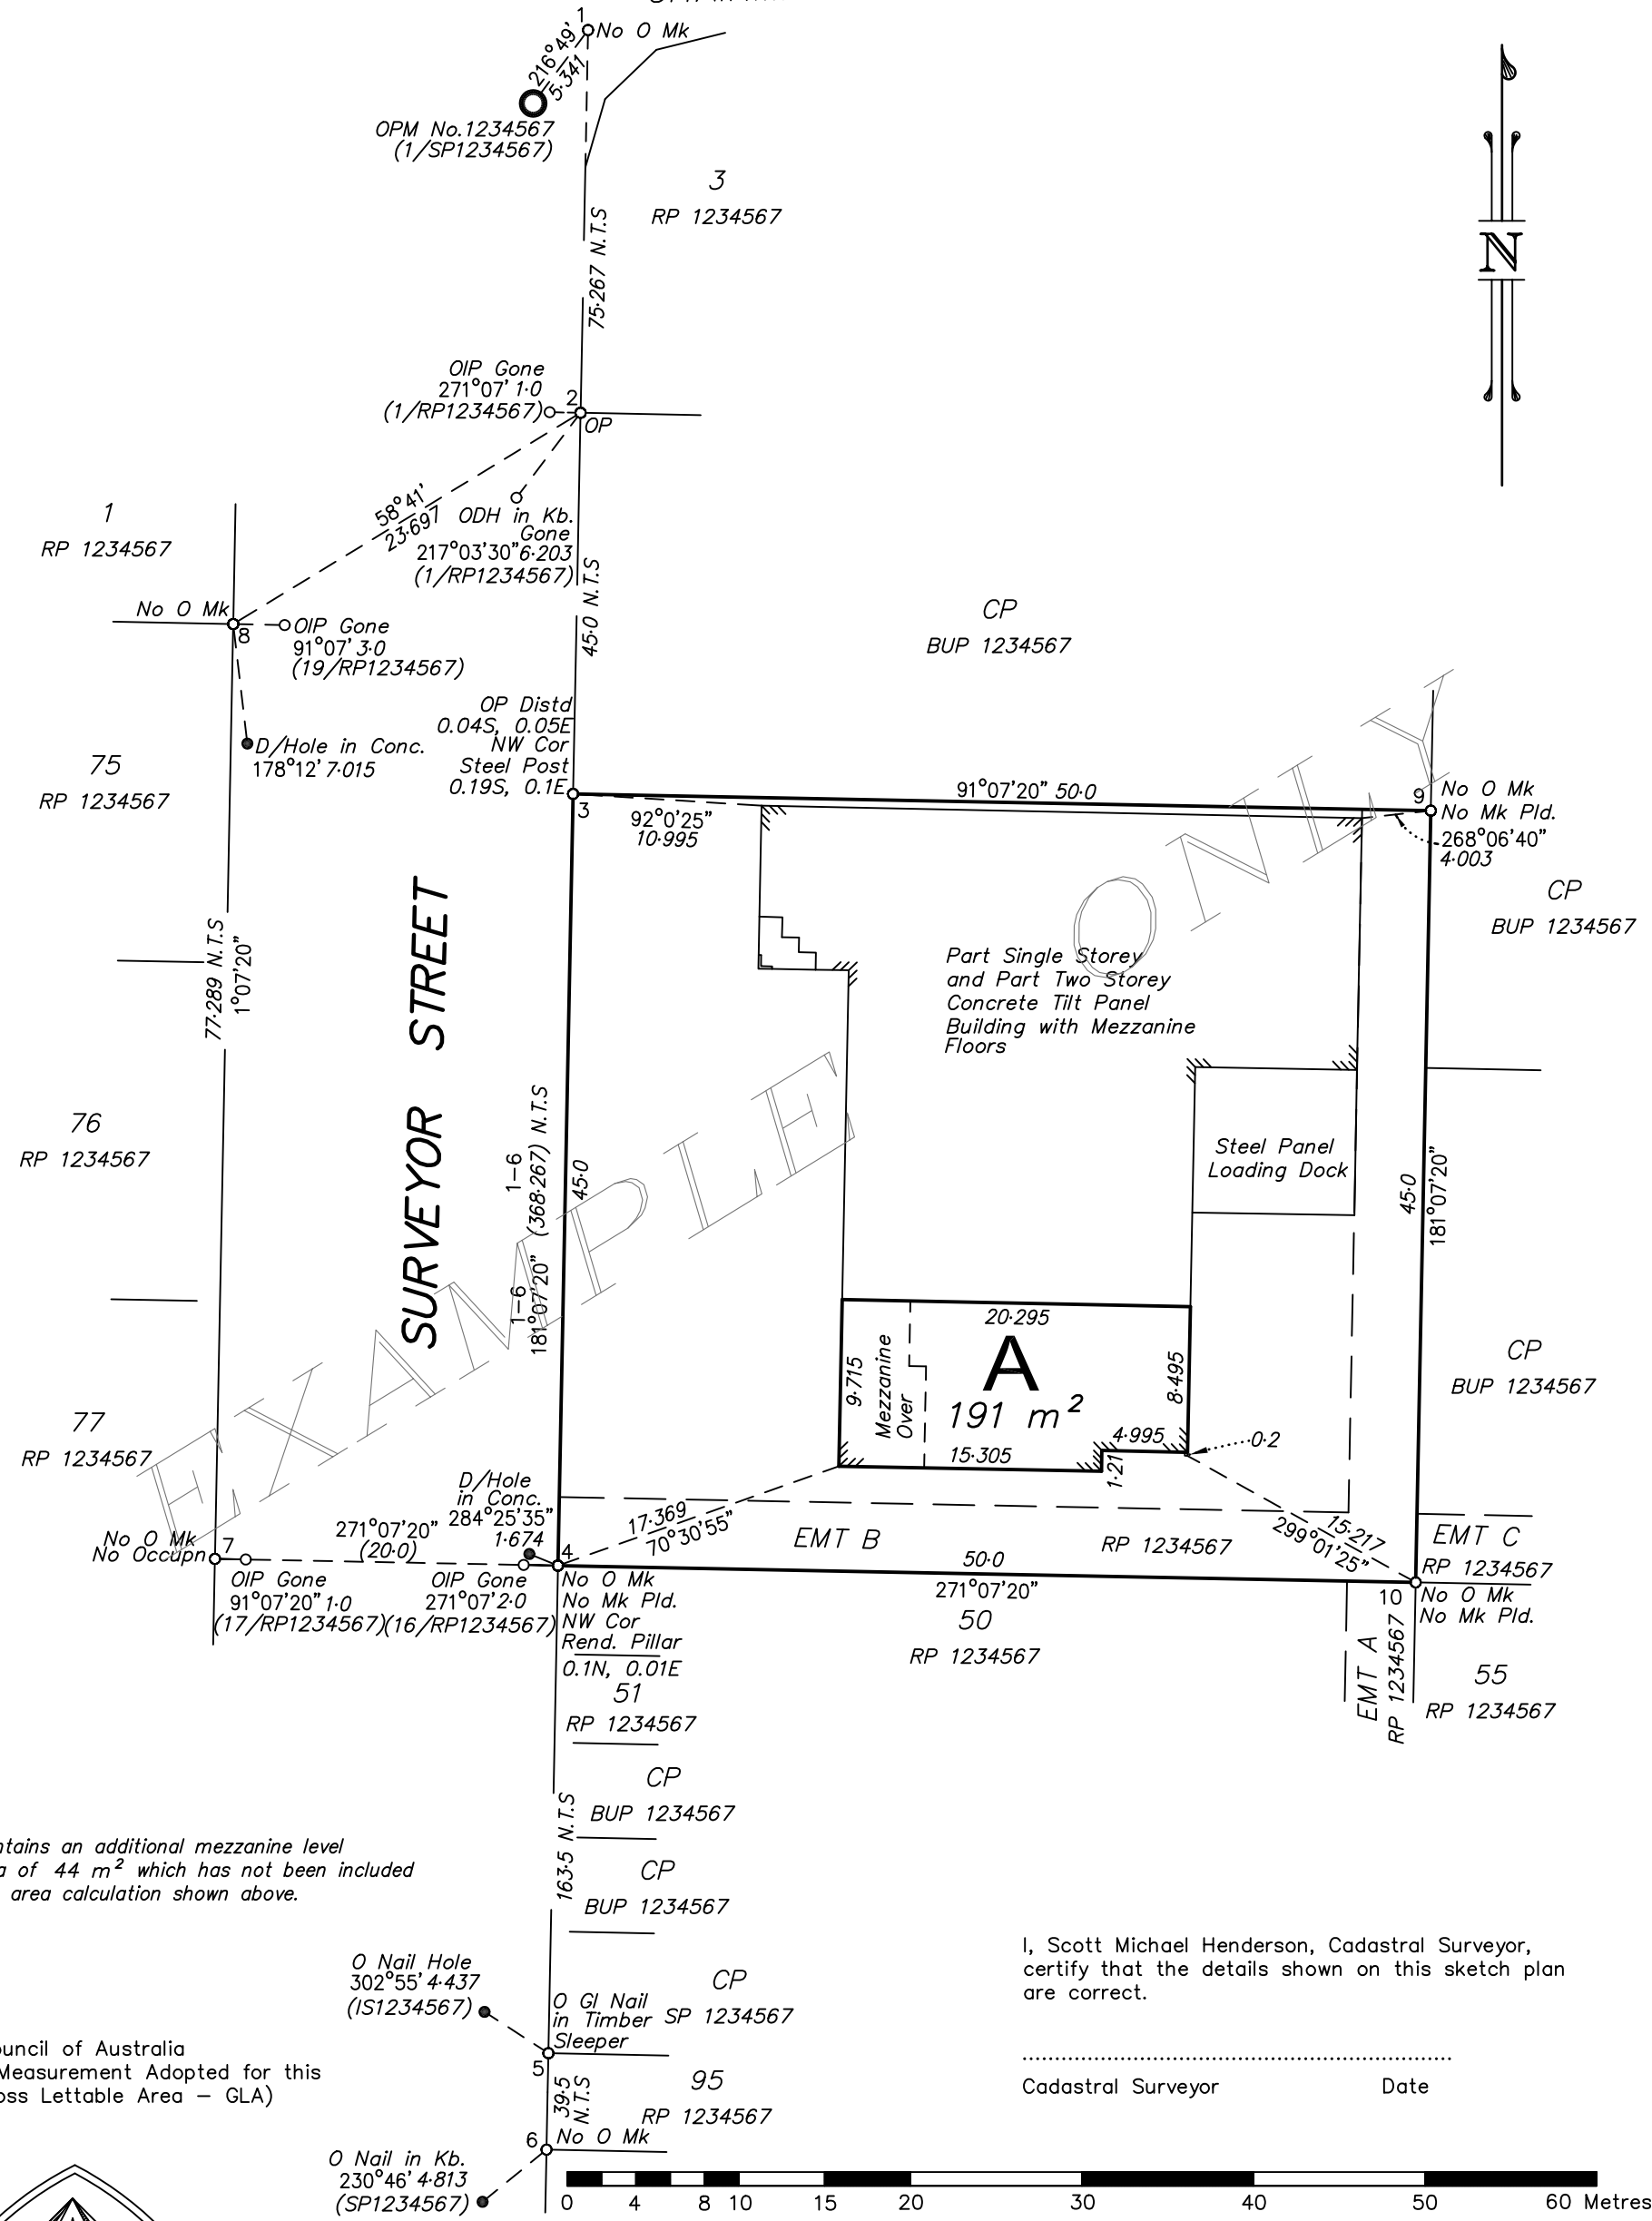 1
No O Mk
216°49'
5·341
OPM No.1234567
(1/SP1234567)
3
RP 1234567
75·267 N.T.S
N
OIP Gone
271°07' 1·0
(1/RP1234567)
2
OP
58°41'
23·697
ODH in Kb.
Gone
217°03'30" 6·203
(1/RP1234567)
45·0 N.T.S
1
RP 1234567
No O Mk
8
OIP Gone
91°07' 3·0
(19/RP1234567)
D/Hole in Conc.
178°12' 7·015
CP
BUP 1234567
OP Distd
0.04S, 0.05E
NW Cor
Steel Post
0.19S, 0.1E
3
92°0'25"
10·995
91°07'20" 50·0
9
No O Mk
No Mk Pld.
268°06'40"
4·003
75
RP 1234567
CP
BUP 1234567
77·289 N.T.S
1°07'20"
SURVEYOR STREET
Part Single Storey
and Part Two Storey
Concrete Tilt Panel
Building with Mezzanine
Floors
EXAMPLE ONLY
76
RP 1234567
1-6
(368·267) N.T.S
1-6
181°07'20"
45·0
Steel Panel
Loading Dock
45·0
181°07'20"
20·295
A
191 m²
9·715
Mezzanine
Over
8·495
4·995
15·305
1·21
0·2
CP
BUP 1234567
77
RP 1234567
D/Hole
in Conc.
284°25'35"
1·674
17·369
70°30'55"
EMT B
RP 1234567
15·217
299°01'25"
EMT C
RP 1234567
No O Mk
No Occupn
7
271°07'20"
(20·0)
4
50·0
271°07'20"
10
No O Mk
No Mk Pld.
OIP Gone
91°07'20" 1·0
(17/RP1234567)
OIP Gone
271°07' 2·0
(16/RP1234567)
No O Mk
No Mk Pld.
NW Cor
Rend. Pillar
0.1N, 0.01E
50
RP 1234567
EMT A
RP 1234567
55
RP 1234567
51
RP 1234567
CP
BUP 1234567
163·5 N.T.S
CP
BUP 1234567
an additional mezzanine level
of 44 m² which has not been included
area calculation shown above.
O Nail Hole
302°55' 4·437
(IS1234567)
O GI Nail
in Timber
Sleeper
CP
SP 1234567
5
39·5
N.T.S
95
RP 1234567
of Australia
Measurement Adopted for this
Lettable Area – GLA)
6
No O Mk
O Nail in Kb.
230°46' 4·813
(SP1234567)
I, Scott Michael Henderson, Cadastral Surveyor,
certify that the details shown on this sketch plan
are correct.
Cadastral Surveyor Date
0 4 8 10 15 20 30 40 50 60 Metres